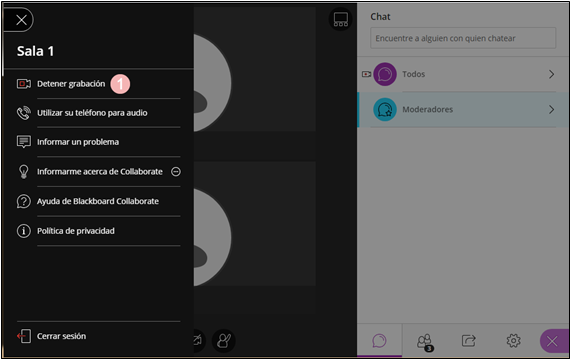 Sala 1
Detener grabación
1
Utilizar su teléfono para audio
Informar un problema
Informarme acerca de Collaborate
Ayuda de Blackboard Collaborate
Política de privacidad
Cerrar sesión
Chat
Encuentre a alguien con quien chatear
Todos
Moderadores
3